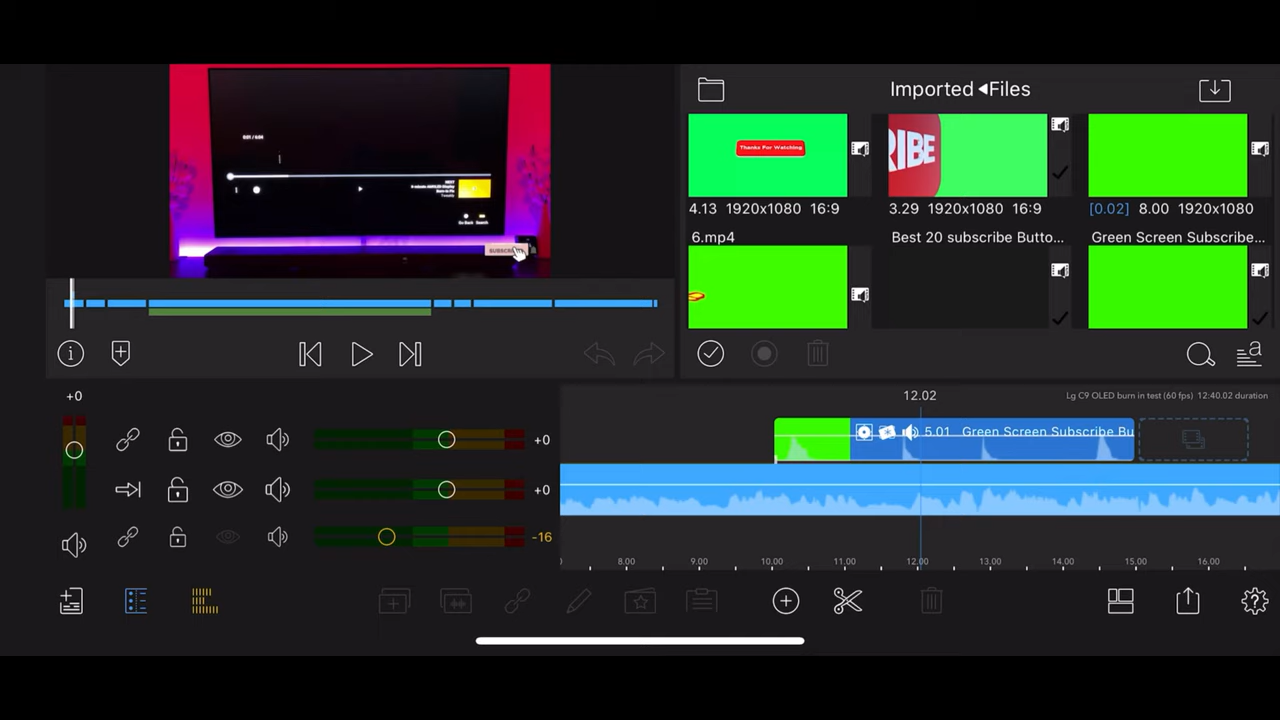 Imported ◂Files
Thanks For Watching
RIBE
4.13 1920x1080 16:9
3.29 1920x1080 16:9
[0.02] 8.00 1920x1080
6.mp4
Best 20 subscribe Butto...
Green Screen Subscribe...
SUBSCRIBE
+0
12.02
Lg C9 OLED burn in test (60 fps) 12:40.02 duration
+0
5.01 Green Screen Subscribe Bu
+0
-16
8.00 9.00 10.00 11.00 12.00 13.00 14.00 15.00 16.00